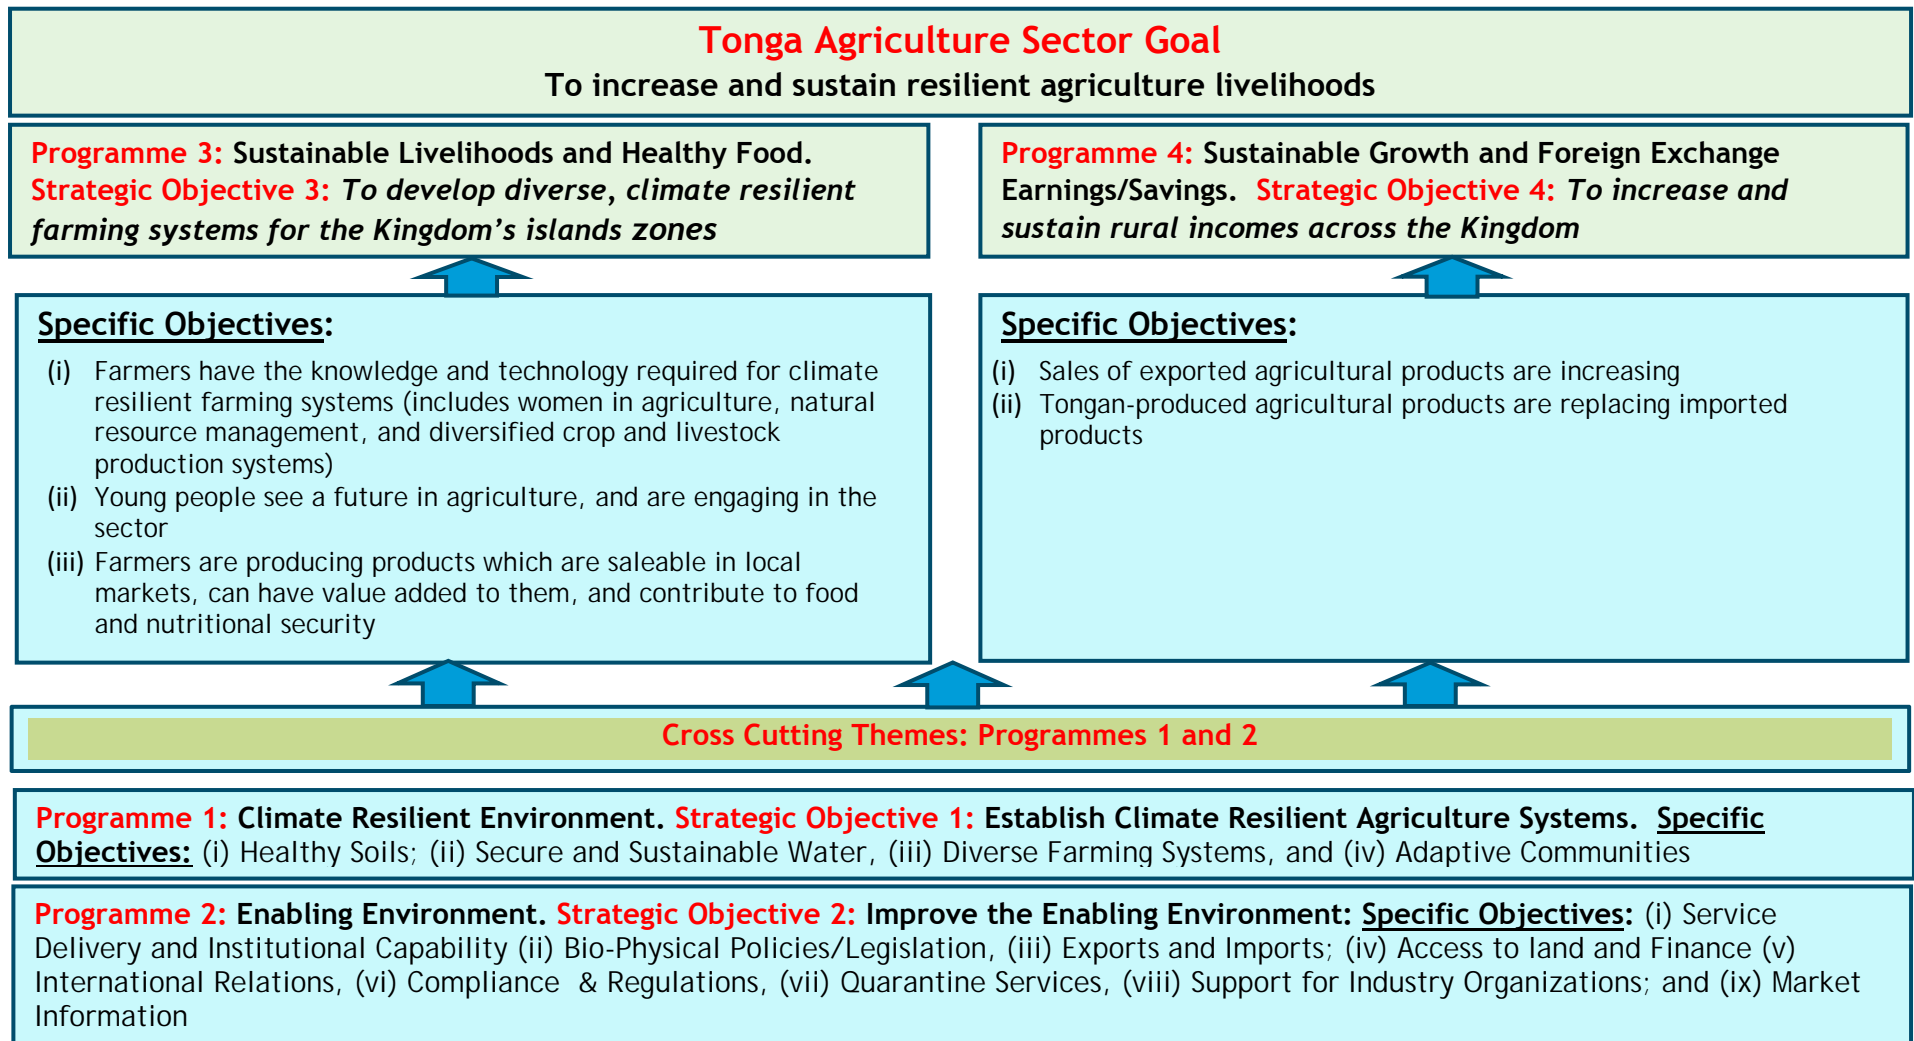 Tonga Agriculture Sector Goal
To increase and sustain resilient agriculture livelihoods
Programme 3: Sustainable Livelihoods and Healthy Food.
Strategic Objective 3: To develop diverse, climate resilient
farming systems for the Kingdom’s islands zones
Programme 4: Sustainable Growth and Foreign Exchange
Earnings/Savings. Strategic Objective 4: To increase and
sustain rural incomes across the Kingdom
Specific Objectives:
(i) Farmers have the knowledge and technology required for climate
resilient farming systems (includes women in agriculture, natural
resource management, and diversified crop and livestock
production systems)
(ii) Young people see a future in agriculture, and are engaging in the
sector
(iii) Farmers are producing products which are saleable in local
markets, can have value added to them, and contribute to food
and nutritional security
Specific Objectives:
(i) Sales of exported agricultural products are increasing
(ii) Tongan-produced agricultural products are replacing imported
products
Cross Cutting Themes: Programmes 1 and 2
Programme 1: Climate Resilient Environment. Strategic Objective 1: Establish Climate Resilient Agriculture Systems. Specific
Objectives: (i) Healthy Soils; (ii) Secure and Sustainable Water, (iii) Diverse Farming Systems, and (iv) Adaptive Communities
Programme 2: Enabling Environment. Strategic Objective 2: Improve the Enabling Environment: Specific Objectives: (i) Service
Delivery and Institutional Capability (ii) Bio-Physical Policies/Legislation, (iii) Exports and Imports; (iv) Access to land and Finance (v)
International Relations, (vi) Compliance & Regulations, (vii) Quarantine Services, (viii) Support for Industry Organizations; and (ix) Market
Information